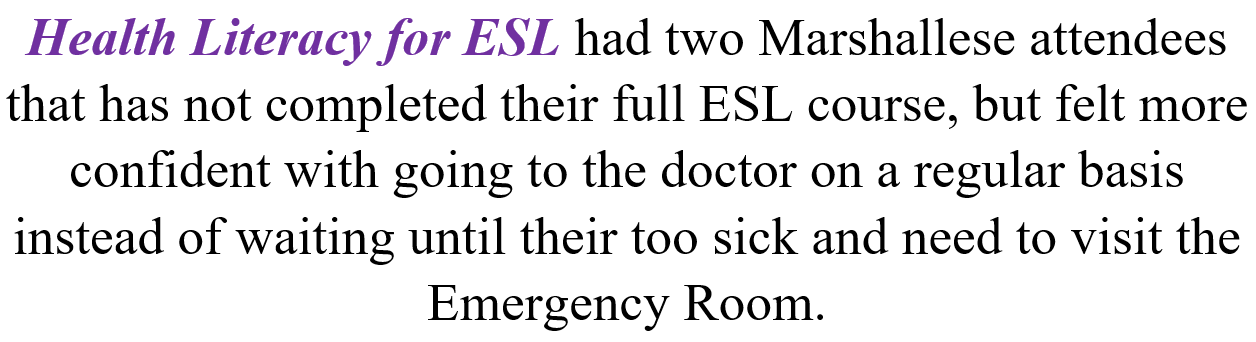 Health Literacy for ESL had two Marshallese attendees
that has not completed their full ESL course, but felt more
confident with going to the doctor on a regular basis
instead of waiting until their too sick and need to visit the
Emergency Room.